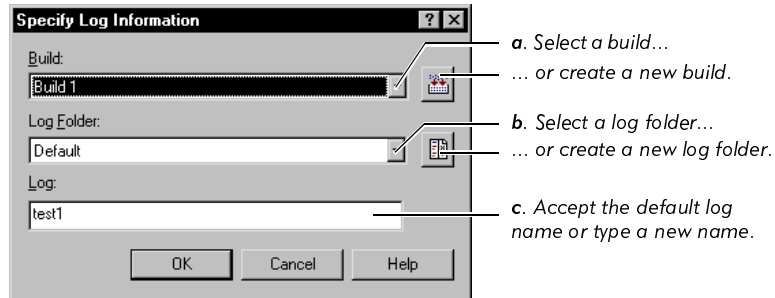 Specify Log Information
Build:
Build 1
a. Select a build...
... or create a new build.
Log Folder:
Default
b. Select a log folder...
... or create a new log folder.
Log:
test1
c. Accept the default log
name or type a new name.
OK Cancel Help